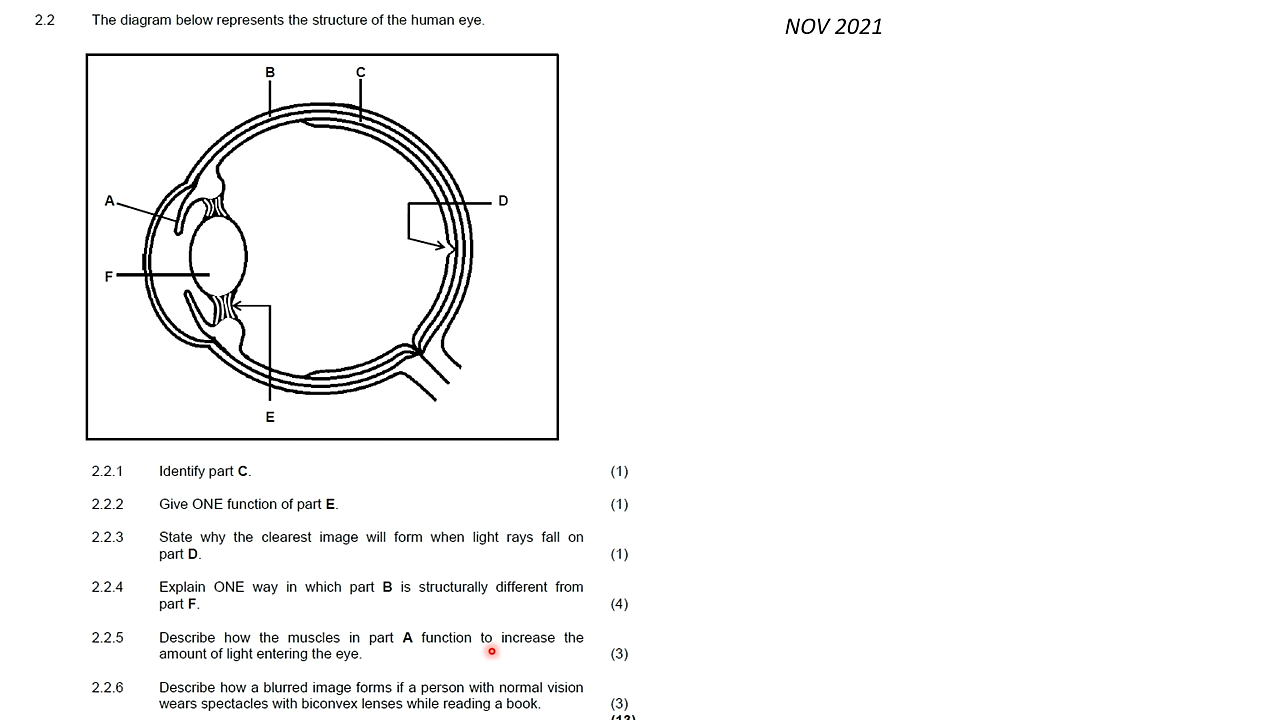 2.2 The diagram below represents the structure of the human eye.
NOV 2021
B C
A
D
F
E
2.2.1 Identify part C. (1)
2.2.2 Give ONE function of part E. (1)
2.2.3 State why the clearest image will form when light rays fall on
part D. (1)
2.2.4 Explain ONE way in which part B is structurally different from
part F. (4)
2.2.5 Describe how the muscles in part A function to increase the
amount of light entering the eye. (3)
2.2.6 Describe how a blurred image forms if a person with normal vision
wears spectacles with biconvex lenses while reading a book. (3)